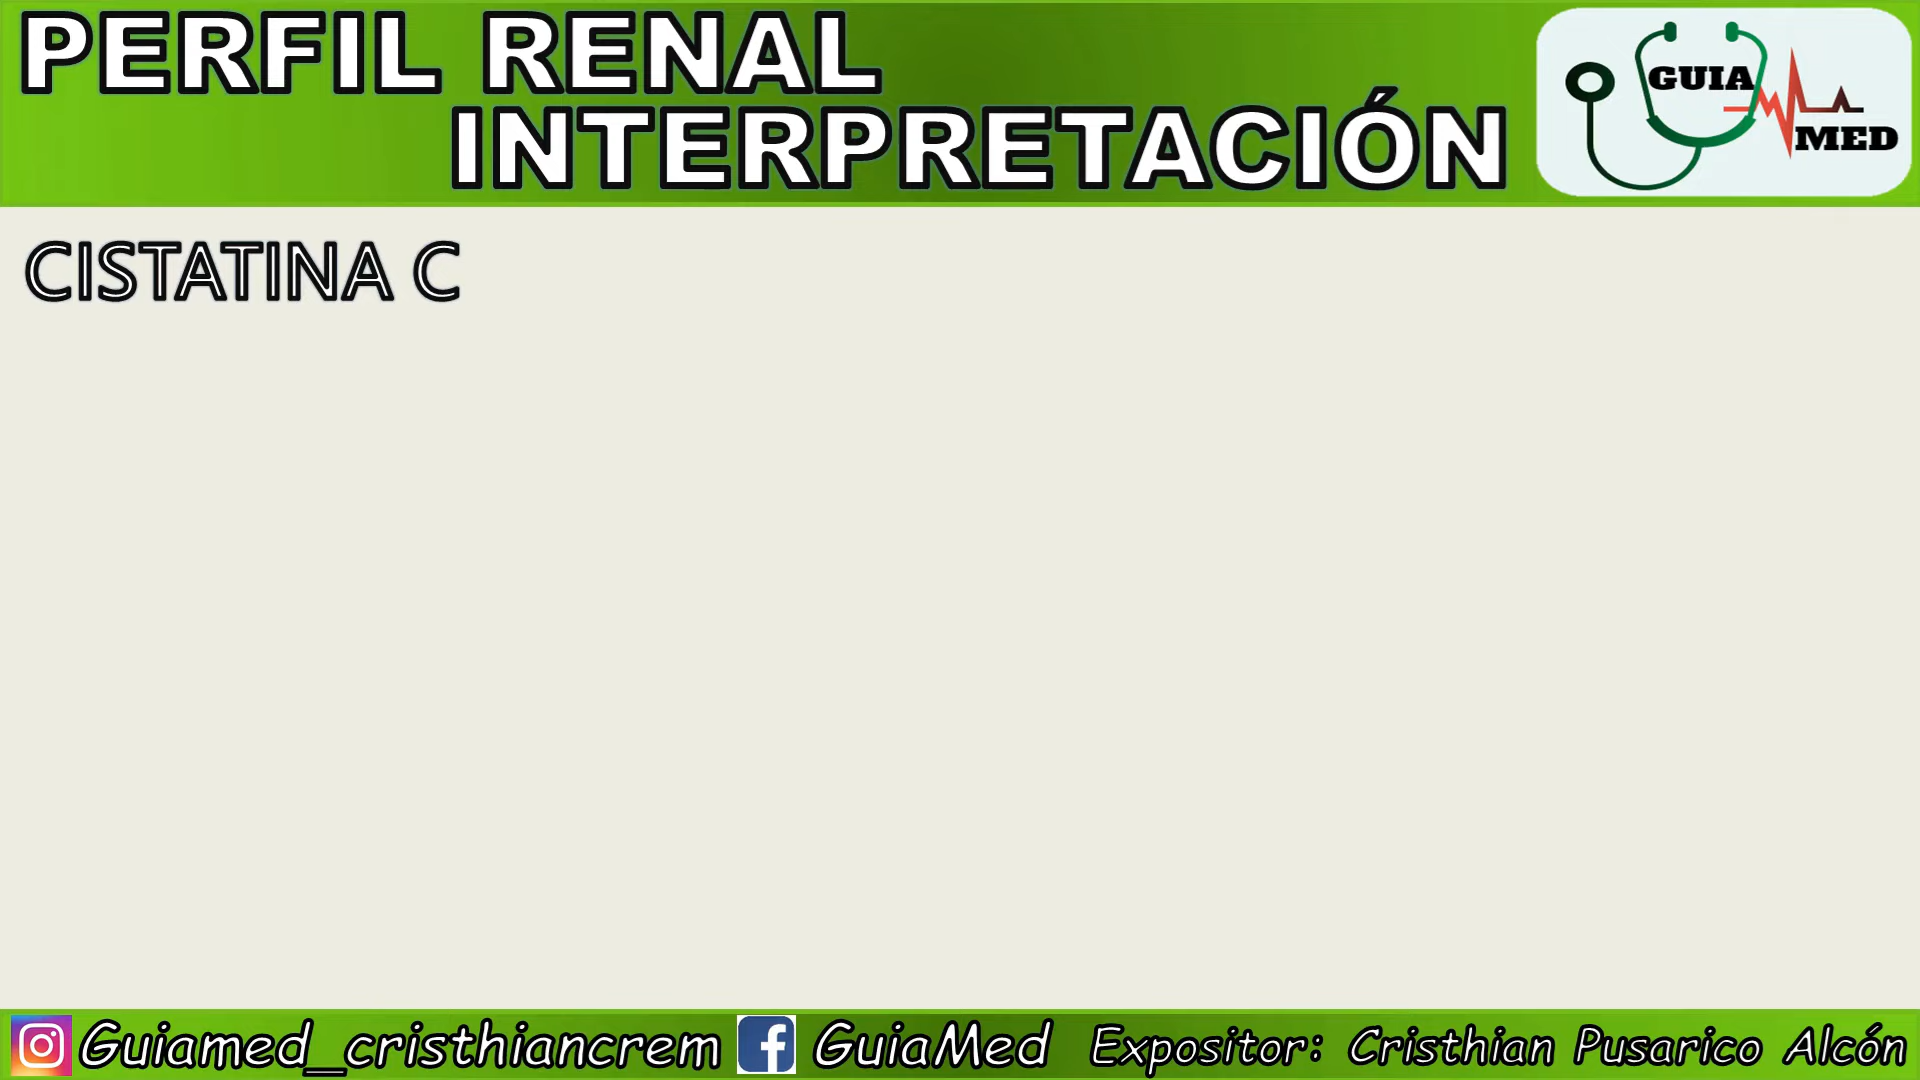 PERFIL RENAL
INTERPRETACIÓN
GUIA
MED
CISTATINA C
Guiamed_cristhiancrem GuiaMed Expositor: Cristhian Pusarico Alcón